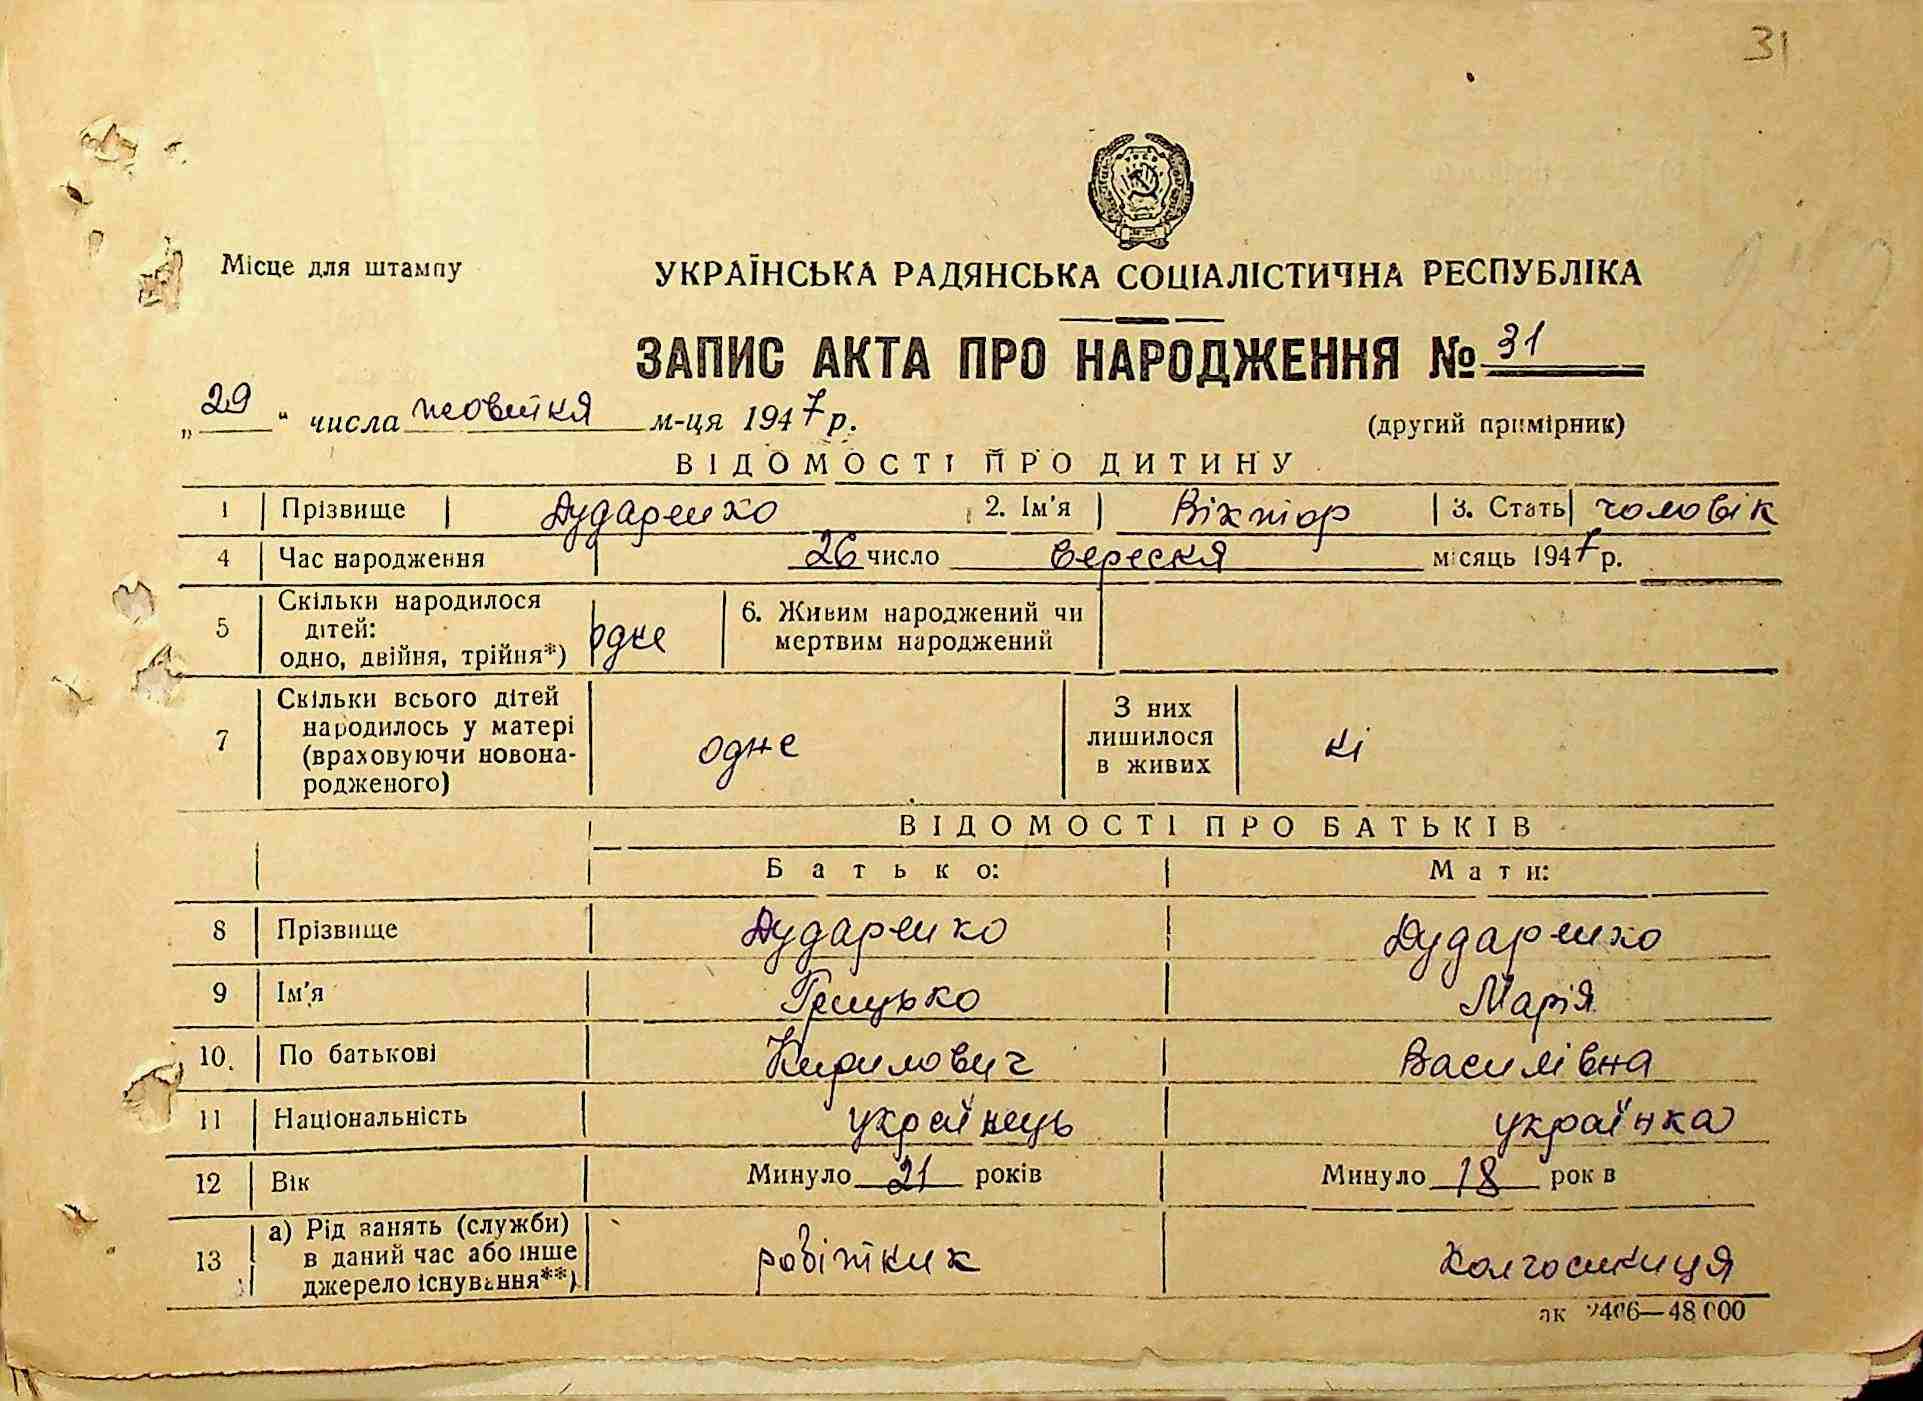 31
Місце для штампу
УКРАЇНСЬКА РАДЯНСЬКА СОЦІАЛІСТИЧНА РЕСПУБЛІКА
ЗАПИС АКТА ПРО НАРОДЖЕННЯ № 31
„29“ числа жовтня м-ця 1947 р.
(другий примірник)
ВІДОМОСТІ ПРО ДИТИНУ
1 Прізвище Дударенко 2. Ім'я Віктор 3. Стать чоловік
4 Час народження 26 число вересня місяць 1947 р.
5 Скільки народилося дітей: одно, двійня, трійня*) одне 6. Живим народжений чи мертвим народжений
7 Скільки всього дітей народилось у матері (враховуючи новонародженого) одне З них лишилося в живих ні
ВІДОМОСТІ ПРО БАТЬКІВ
Батько: Мати:
8 Прізвище Дударенко Дударенко
9 Ім'я Грицько Марія
10. По батькові Кирилович Василівна
11 Національність українець українка
12 Вік Минуло 21 років Минуло 18 років
13 а) Рід занять (служби) в даний час або інше джерело існування**) робітник колгоспниця
ак 2406—48 000